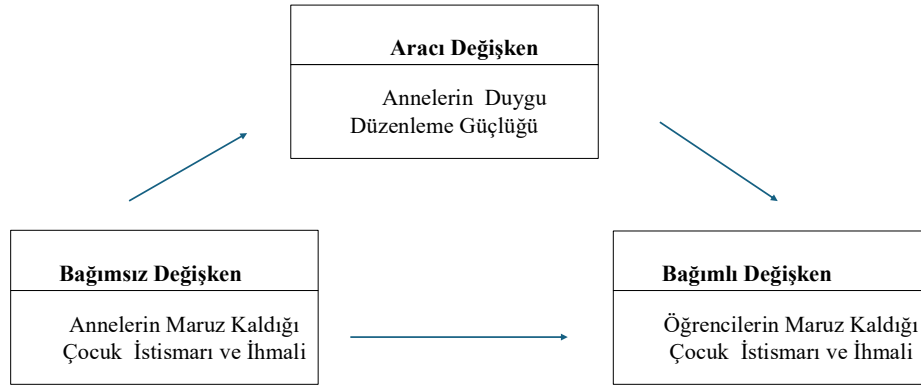 Aracı Değişken
Annelerin Duygu
Düzenleme Güçlüğü
Bağımsız Değişken
Annelerin Maruz Kaldığı
Çocuk İstismarı ve İhmali
Bağımlı Değişken
Öğrencilerin Maruz Kaldığı
Çocuk İstismarı ve İhmali